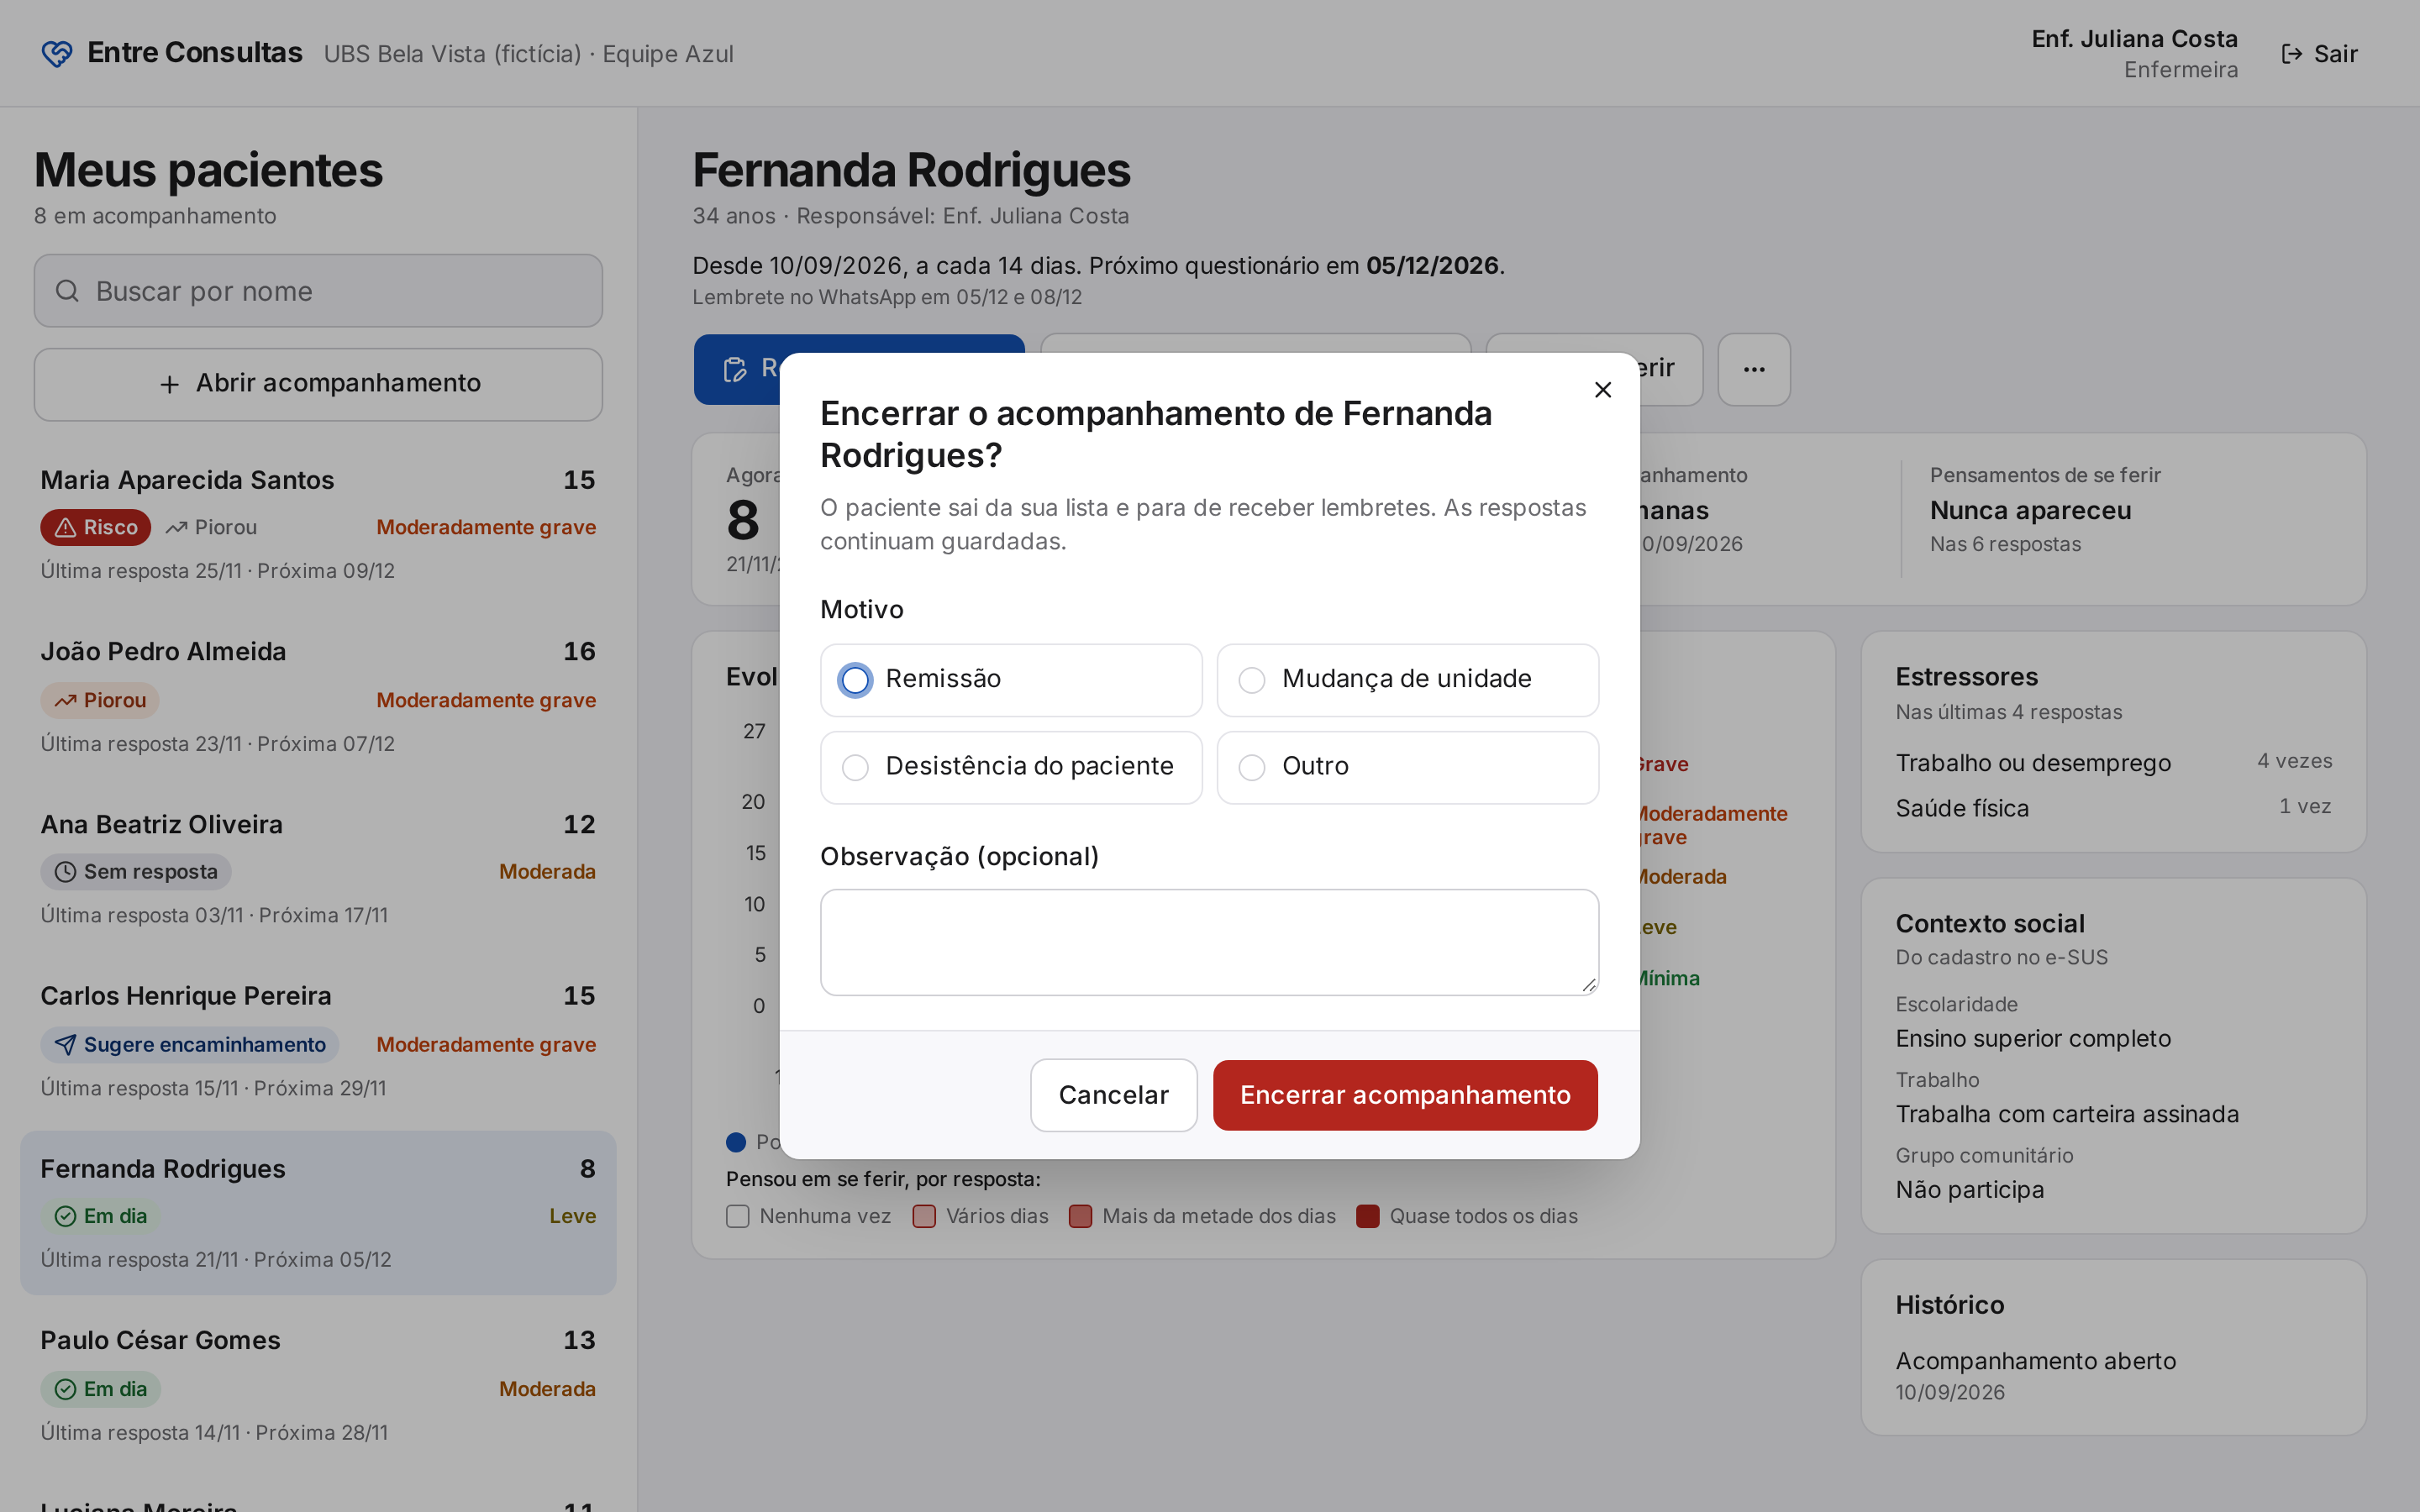 Entre Consultas
UBS Bela Vista (fictícia) · Equipe Azul
Enf. Juliana Costa
Enfermeira
Sair
Meus pacientes
8 em acompanhamento
Buscar por nome
Abrir acompanhamento
Maria Aparecida Santos
15
Risco
Piorou
Moderadamente grave
Última resposta 25/11 · Próxima 09/12
João Pedro Almeida
16
Piorou
Moderadamente grave
Última resposta 23/11 · Próxima 07/12
Ana Beatriz Oliveira
12
Sem resposta
Moderada
Última resposta 03/11 · Próxima 17/11
Carlos Henrique Pereira
15
Sugere encaminhamento
Moderadamente grave
Última resposta 15/11 · Próxima 29/11
Fernanda Rodrigues
8
Em dia
Leve
Última resposta 21/11 · Próxima 05/12
Paulo César Gomes
13
Em dia
Moderada
Última resposta 14/11 · Próxima 28/11
Fernanda Rodrigues
34 anos · Responsável: Enf. Juliana Costa
Desde 10/09/2026, a cada 14 dias. Próximo questionário em 05/12/2026.
Lembrete no WhatsApp em 05/12 e 08/12
Encerrar o acompanhamento de Fernanda
Rodrigues?
O paciente sai da sua lista e para de receber lembretes. As respostas
continuam guardadas.
Motivo
Remissão
Mudança de unidade
Desistência do paciente
Outro
Observação (opcional)
Cancelar
Encerrar acompanhamento
Agora
8
Pensamentos de se ferir
Nunca apareceu
Nas 6 respostas
27
20
15
10
5
0
Grave
Moderadamente
grave
Moderada
Leve
Mínima
Pensou em se ferir, por resposta:
Nenhuma vez
Vários dias
Mais da metade dos dias
Quase todos os dias
Estressores
Nas últimas 4 respostas
Trabalho ou desemprego
4 vezes
Saúde física
1 vez
Contexto social
Do cadastro no e-SUS
Escolaridade
Ensino superior completo
Trabalho
Trabalha com carteira assinada
Grupo comunitário
Não participa
Histórico
Acompanhamento aberto
10/09/2026